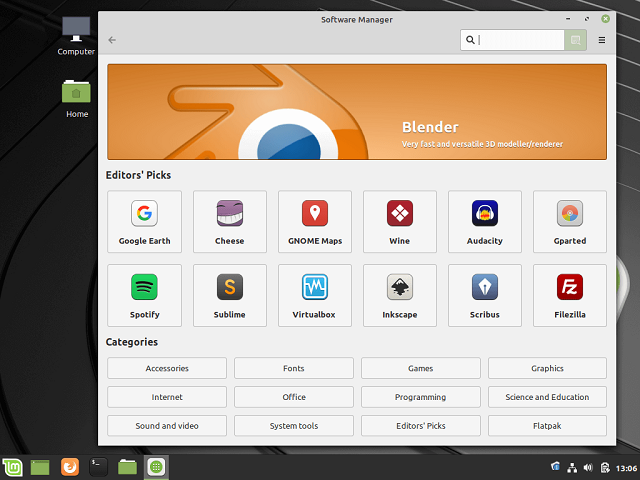 Software Manager
Computer
Home
Blender
Very fast and versatile 3D modeller/renderer
Editors' Picks
Google Earth
Cheese
GNOME Maps
Wine
Audacity
Gparted
Spotify
Sublime
Virtualbox
Inkscape
Scribus
Filezilla
Categories
Accessories
Fonts
Games
Graphics
Internet
Office
Programming
Science and Education
Sound and video
System tools
Editors' Picks
Flatpak
13:06